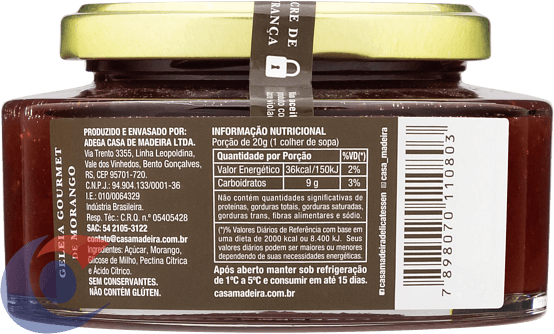 CRE DE
RANÇA
GELEIA GOURMET
DE MORANGO
PRODUZIDO E ENVASADO POR:
ADEGA CASA DE MADEIRA LTDA.
Via Trento 3355, Linha Leopoldina,
Vale dos Vinhedos, Bento Gonçalves,
RS, CEP 95701-720.
C.N.P.J.: 94.904.133/0001-36
I.E.: 010/0064329
Indústria Brasileira.
Resp. Téc.: C.R.Q. nº 05405428
SAC: 54 2105-3122
contato@casamadeira.com.br
Ingredientes: Açúcar, Morango,
Glicose de Milho, Pectina Cítrica
e Ácido Cítrico.
SEM CONSERVANTES.
NÃO CONTÉM GLÚTEN.
INFORMAÇÃO NUTRICIONAL
Porção de 20g (1 colher de sopa)
Quantidade por Porção %VD(*)
Valor Energético 36kcal/150kJ 2%
Carboidratos 9 g 3%
Não contém quantidades significativas de
proteínas, gorduras totais, gorduras saturadas,
gorduras trans, fibras alimentares e sódio.
(*)% Valores Diários de Referência com base em
uma dieta de 2000 kcal ou 8.400 kJ. Seus
valores diários podem ser maiores ou menores
dependendo de suas necessidades energéticas.
Após aberto manter sob refrigeração
de 1ºC a 5ºC e consumir em até 15 dias.
casamadeira.com.br
casamadeiradelicatessen
casa_madeira
7 898070 110803